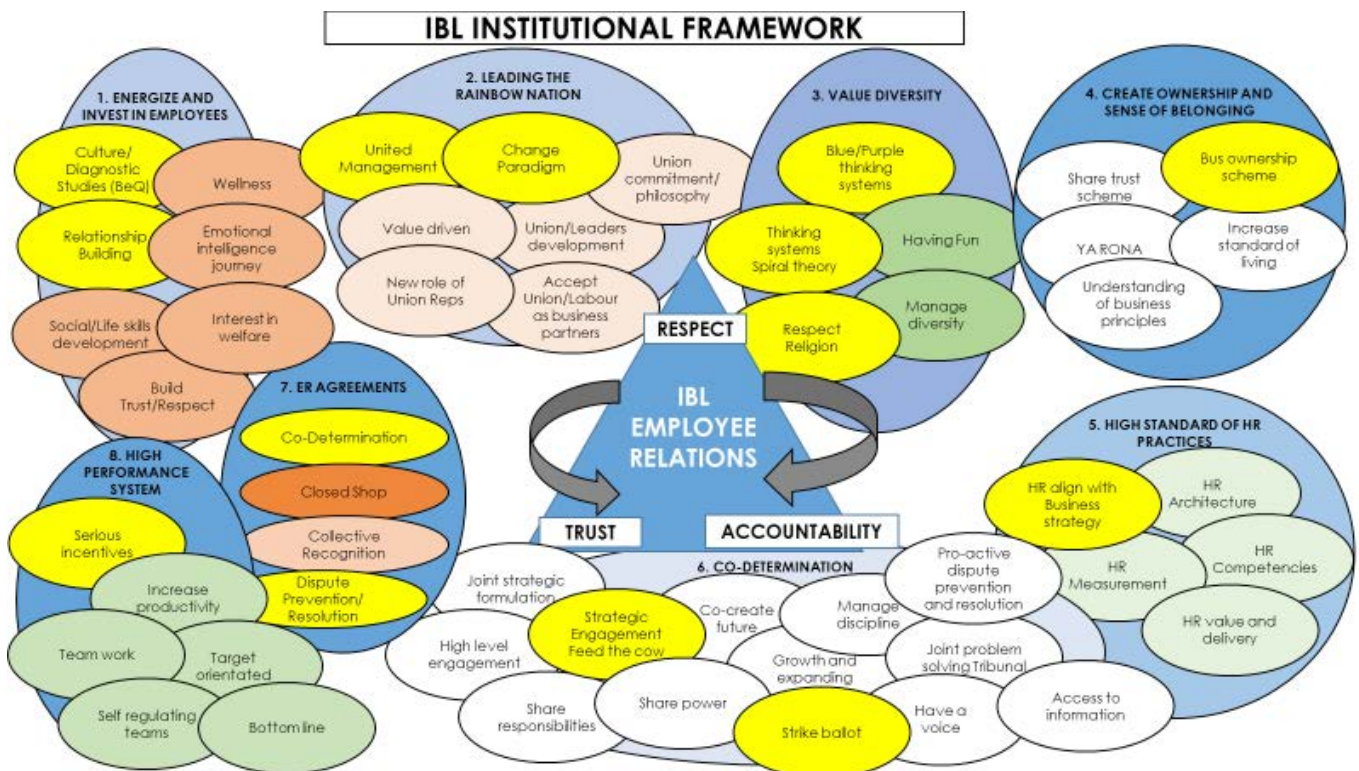 IBL INSTITUTIONAL FRAMEWORK
1. ENERGIZE AND
INVEST IN EMPLOYEES
Culture/
Diagnostic
Studies (BeQ)
Wellness
Relationship
Building
Emotional
intelligence
journey
Social/Life skills
development
Interest in
welfare
Build
Trust/Respect
2. LEADING THE
RAINBOW NATION
United
Management
Change
Paradigm
Union
commitment/
philosophy
Value driven
Union/Leaders
development
New role of
Union Reps
Accept
Union/Labour
as business
partners
3. VALUE DIVERSITY
Blue/Purple
thinking
systems
Thinking
systems
Spiral theory
Having Fun
Respect
Religion
Manage
diversity
4. CREATE OWNERSHIP AND
SENSE OF BELONGING
Share trust
scheme
Bus ownership
scheme
YA RONA
Increase
standard of
living
Understanding
of business
principles
RESPECT
IBL
EMPLOYEE
RELATIONS
TRUST
ACCOUNTABILITY
5. HIGH STANDARD OF HR
PRACTICES
HR align with
Business
strategy
HR
Architecture
HR
Measurement
HR
Competencies
HR value and
delivery
6. CO-DETERMINATION
Joint strategic
formulation
Strategic
Engagement
Feed the cow
Co-create
future
Manage
discipline
Pro-active
dispute
prevention
and resolution
High level
engagement
Growth and
expanding
Joint problem
solving Tribunal
Share
responsibilities
Share power
Strike ballot
Have a
voice
Access to
information
7. ER AGREEMENTS
Co-Determination
Closed Shop
Collective
Recognition
Dispute
Prevention/
Resolution
8. HIGH
PERFORMANCE
SYSTEM
Serious
incentives
Increase
productivity
Team work
Target
orientated
Self regulating
teams
Bottom line